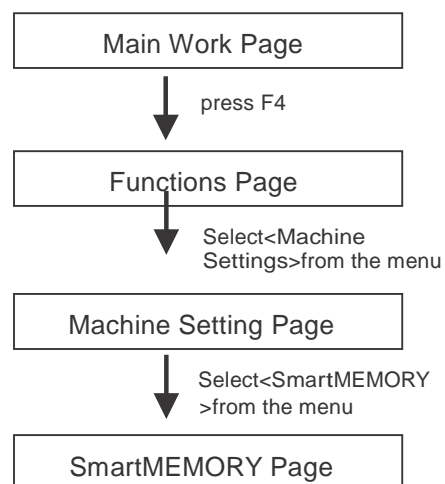 Main Work Page
press F4
Functions Page
Select<Machine
Settings>from the menu
Machine Setting Page
Select<SmartMEMORY
>from the menu
SmartMEMORY Page